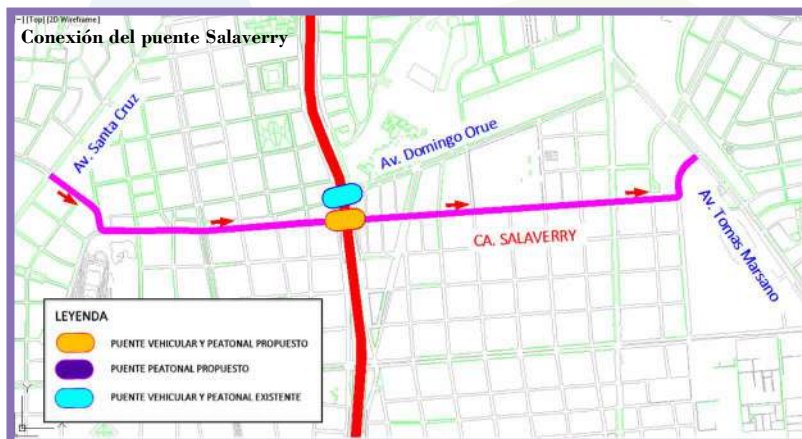 [-][Top][2D Wireframe]
Conexión del puente Salaverry
Av. Santa Cruz
Av. Domingo Orue
CA. SALAVERRY
Av. Tomas Marsano
LEYENDA
PUENTE VEHICULAR Y PEATONAL PROPUESTO
PUENTE PEATONAL PROPUESTO
PUENTE VEHICULAR Y PEATONAL EXISTENTE
Y
X